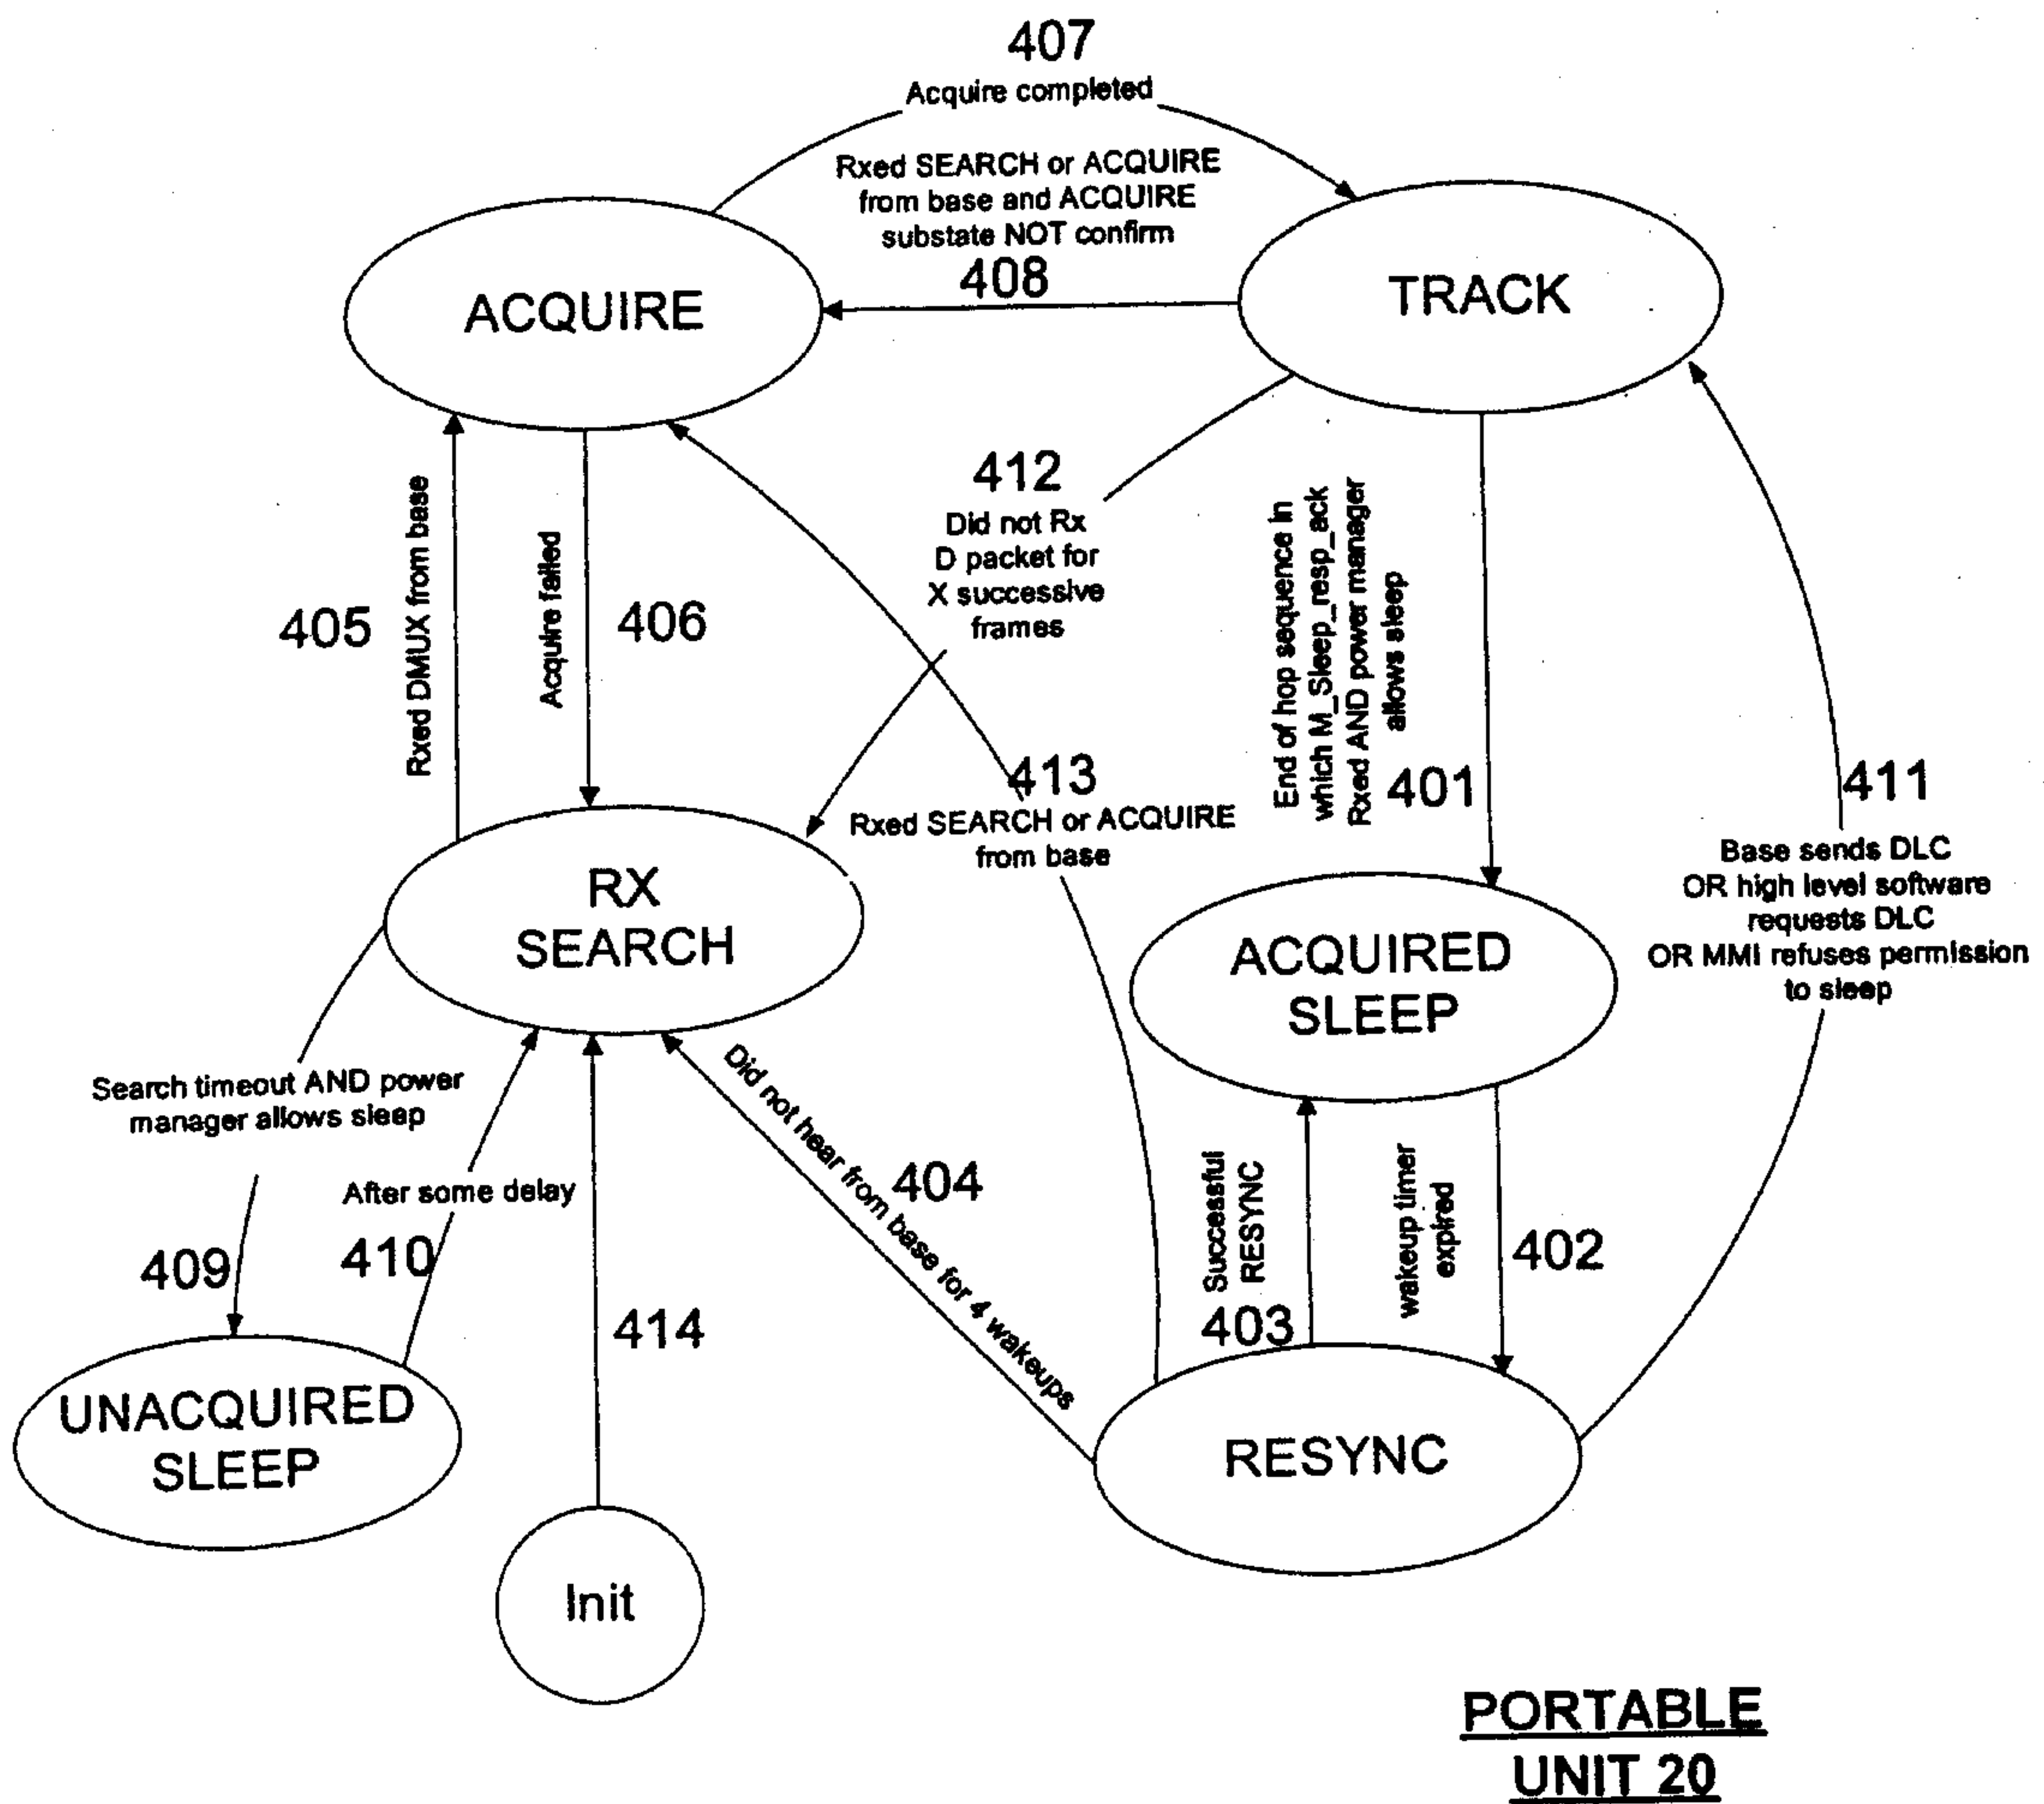 407
Acquire completed
Rxed SEARCH or ACQUIRE
from base and ACQUIRE
substate NOT confirm
408
ACQUIRE
TRACK
405
Rxed DMUX from base
Acquire failed
406
412
Did not Rx
D packet for
X successive
frames
End of hop sequence in
which M_Sleep_resp_ack
Rxed AND power manager
allows sleep
401
413
Rxed SEARCH or ACQUIRE
from base
411
Base sends DLC
OR high level software
requests DLC
OR MMI refuses permission
to sleep
RX
SEARCH
ACQUIRED
SLEEP
Search timeout AND power
manager allows sleep
After some delay
409
410
414
Did not hear from base for 4 wakeups
404
Successful
RESYNC
403
wakeup timer
expired
402
UNACQUIRED
SLEEP
RESYNC
Init
PORTABLE
UNIT 20